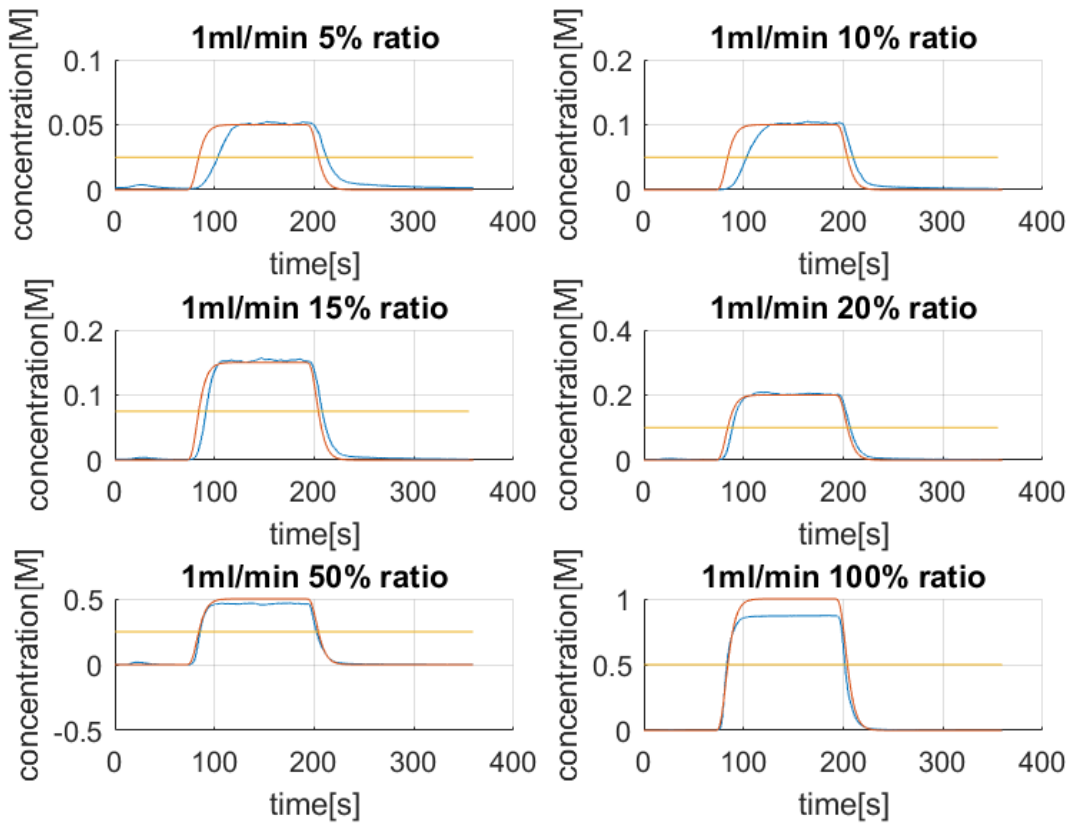 1ml/min 5% ratio
concentration[M]
0.1
0.05
0
0 100 200 300 400
time[s]
1ml/min 10% ratio
concentration[M]
0.2
0.1
0
0 100 200 300 400
time[s]
1ml/min 15% ratio
concentration[M]
0.2
0.1
0
0 100 200 300 400
time[s]
1ml/min 20% ratio
concentration[M]
0.4
0.2
0
0 100 200 300 400
time[s]
1ml/min 50% ratio
concentration[M]
0.5
0
-0.5
0 100 200 300 400
time[s]
1ml/min 100% ratio
concentration[M]
1
0.5
0
0 100 200 300 400
time[s]